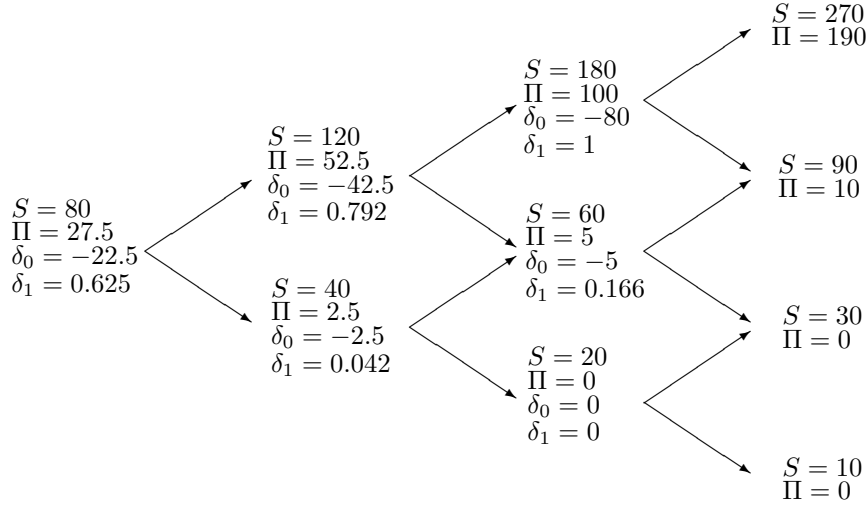 S = 80
Π = 27.5
δ₀ = −22.5
δ₁ = 0.625
S = 120
Π = 52.5
δ₀ = −42.5
δ₁ = 0.792
S = 40
Π = 2.5
δ₀ = −2.5
δ₁ = 0.042
S = 180
Π = 100
δ₀ = −80
δ₁ = 1
S = 60
Π = 5
δ₀ = −5
δ₁ = 0.166
S = 20
Π = 0
δ₀ = 0
δ₁ = 0
S = 270
Π = 190
S = 90
Π = 10
S = 30
Π = 0
S = 10
Π = 0